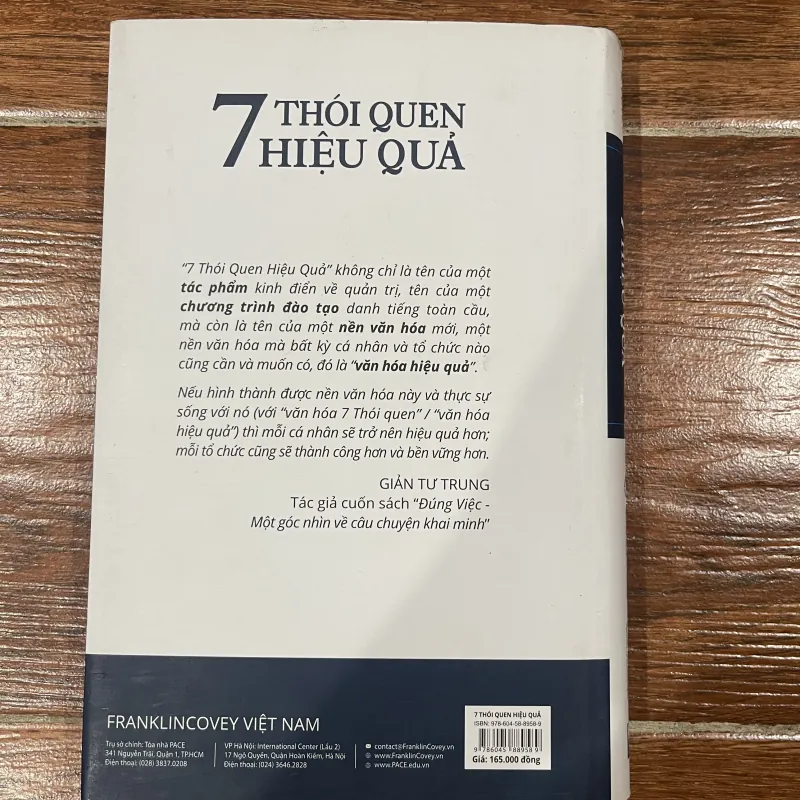 7 THÓI QUEN
HIỆU QUẢ
“7 Thói Quen Hiệu Quả” không chỉ là tên của một
tác phẩm kinh điển về quản trị, tên của một
chương trình đào tạo danh tiếng toàn cầu,
mà còn là tên của một nền văn hóa mới, một
nền văn hóa mà bất kỳ cá nhân và tổ chức nào
cũng cần và muốn có, đó là “văn hóa hiệu quả”.
Nếu hình thành được nền văn hóa này và thực sự
sống với nó (với “văn hóa 7 Thói quen” / “văn hóa
hiệu quả”) thì mỗi cá nhân sẽ trở nên hiệu quả hơn;
mỗi tổ chức cũng sẽ thành công hơn và bền vững hơn.
GIẢN TƯ TRUNG
Tác giả cuốn sách “Đúng Việc -
Một góc nhìn về câu chuyện khai minh”
FRANKLINCOVEY VIỆT NAM
Trụ sở chính: Tòa nhà PACE
341 Nguyễn Trãi, Quận 1, TP.HCM
Điện thoại: (028) 3837.0208
VP Hà Nội: International Center (Lầu 2)
17 Ngô Quyền, Quận Hoàn Kiếm, Hà Nội
Điện thoại: (024) 3646.2828
contact@FranklinCovey.vn
www.FranklinCovey.vn
www.PACE.edu.vn
7 THÓI QUEN HIỆU QUẢ
ISBN: 978-604-58-8958-9
9 786045 889589
Giá: 165.000 đồng